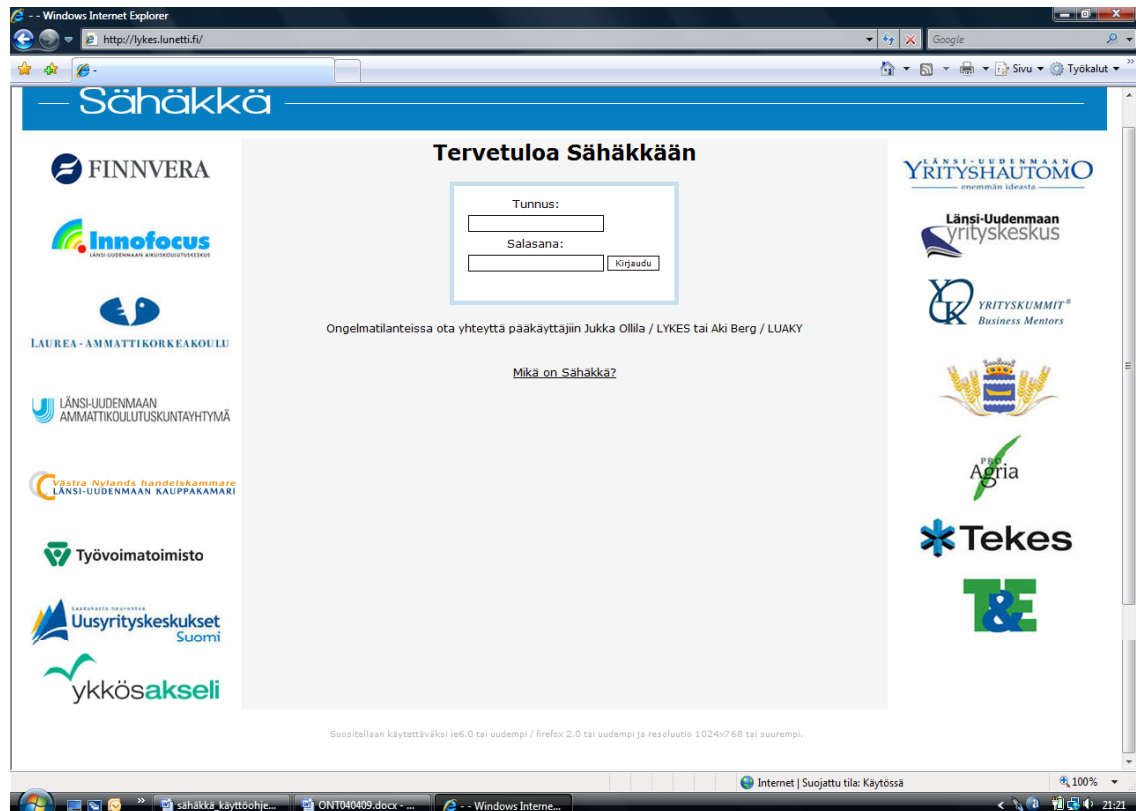 - - Windows Internet Explorer
http://lykes.lunetti.fi/
Google
-
Sivu
Työkalut
Sähäkkä
Tervetuloa Sähäkkään
Tunnus:
Salasana:
Kirjaudu
Ongelmatilanteissa ota yhteyttä pääkäyttäjiin Jukka Ollila / LYKES tai Aki Berg / LUAKY
Mikä on Sähäkkä?
FINNVERA
Innofocus
LÄNSI-UUDENMAAN AIKUISKOULUTUSKESKUS
LAUREA-AMMATTIKORKEAKOULU
LÄNSI-UUDENMAAN
AMMATTIKOULUTUSKUNTAYHTYMÄ
Västra Nylands handelskammare
LÄNSI-UUDENMAAN KAUPPAKAMARI
Työvoimatoimisto
Laadukasta neuvontaa
Uusyrityskeskukset
Suomi
ykkösakseli
LÄNSI-UUDENMAAN
YRITYSHAUTOMO
enemmän ideasta
Länsi-Uudenmaan
yrityskeskus
YCK
YRITYSKUMMIT®
Business Mentors
PRO
Agria
Tekes
T&E
Suositellaan käytettäväksi ie6.0 tai uudempi / firefox 2.0 tai uudempi ja resoluutio 1024x768 tai suurempi.
Internet | Suojattu tila: Käytössä
100%
sähäkkä_käyttöohje...
ONT040409.docx - ...
- - Windows Interne...
21:21